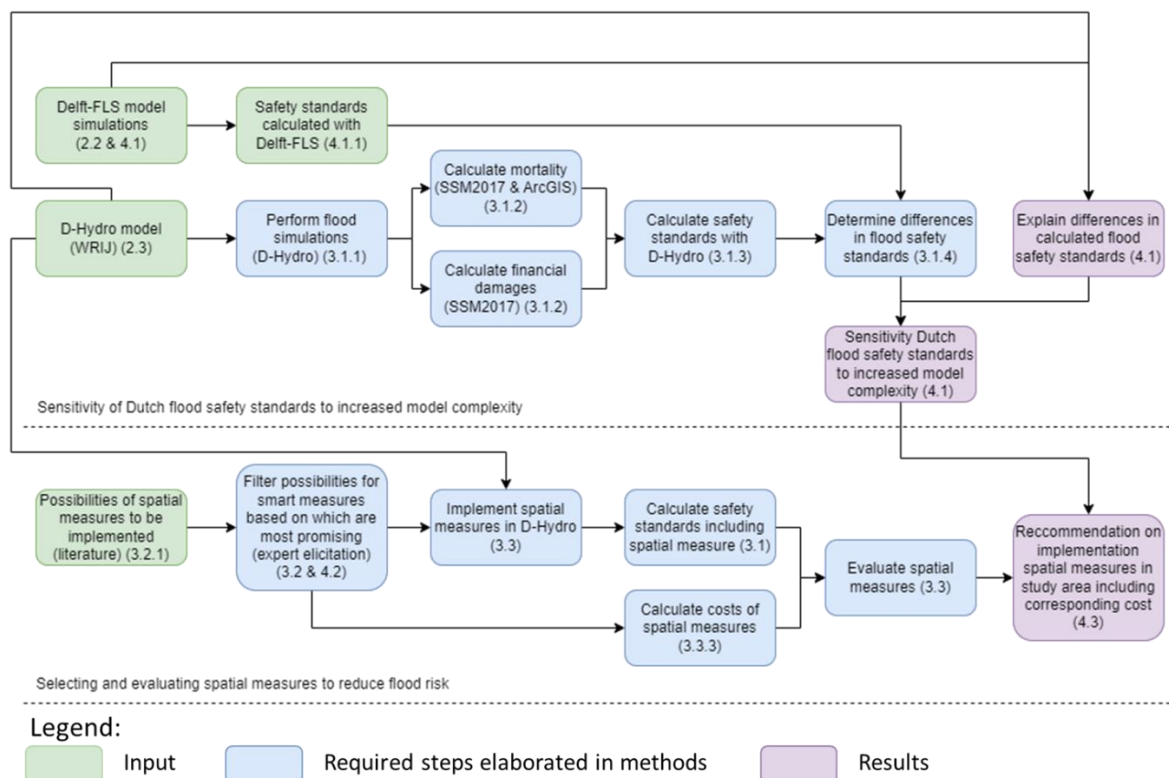 Delft-FLS model
simulations
(2.2 & 4.1)
Safety standards
calculated with
Delft-FLS (4.1.1)
Calculate mortality
(SSM2017 & ArcGIS)
(3.1.2)
D-Hydro model
(WRIJ) (2.3)
Perform flood
simulations
(D-Hydro) (3.1.1)
Calculate financial
damages
(SSM2017) (3.1.2)
Calculate safety
standards with
D-Hydro (3.1.3)
Determine differences
in flood safety
standards (3.1.4)
Explain differences in
calculated flood
safety standards (4.1)
Sensitivity Dutch
flood safety standards
to increased model
complexity (4.1)
Sensitivity of Dutch flood safety standards to increased model complexity
Possibilities of spatial
measures to be
implemented
(literature) (3.2.1)
Filter possibilities for
smart measures
based on which are
most promising
(expert elicitation)
(3.2 & 4.2)
Implement spatial
measures in D-Hydro
(3.3)
Calculate safety
standards including
spatial measure (3.1)
Calculate costs of
spatial measures
(3.3.3)
Evaluate spatial
measures (3.3)
Reccommendation on
implementation
spatial measures in
study area including
corresponding cost
(4.3)
Selecting and evaluating spatial measures to reduce flood risk
Legend:
Input
Required steps elaborated in methods
Results